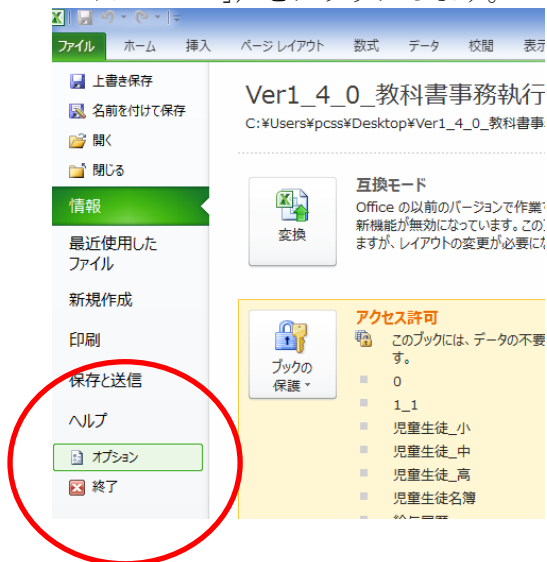 ファイル ホーム 挿入 ページ レイアウト 数式 データ 校閲 表示
上書き保存
名前を付けて保存
開く
閉じる
情報
最近使用した
ファイル
新規作成
印刷
保存と送信
ヘルプ
オプション
終了
Ver1_4_0_教科書事務執行
C:¥Users¥pcss¥Desktop¥Ver1_4_0_教科書事
変換
互換モード
Office の以前のバージョンで作業
新機能が無効になっています。この
ますが、レイアウトの変更が必要に
ブックの
保護
アクセス許可
このブックには、データの不要
す。
0
1_1
児童生徒_小
児童生徒_中
児童生徒_高
児童生徒名簿